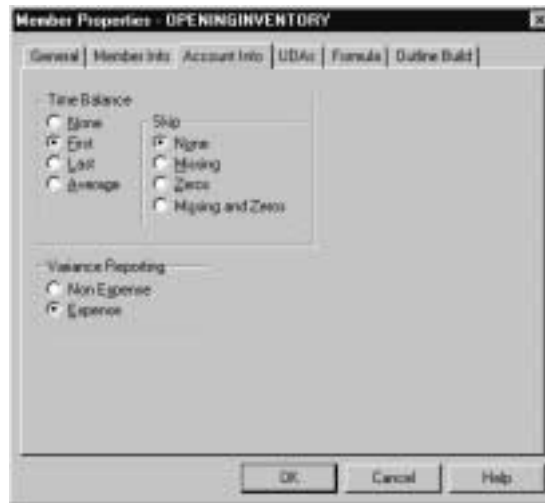 Member Properties - OPENINGINVENTORY
General Member Info Account Info UDAs Formula Outline Build
Time Balance
None
First
Last
Average
Skip
None
Missing
Zeros
Missing and Zeros
Variance Reporting
Non Expense
Expense
OK Cancel Help